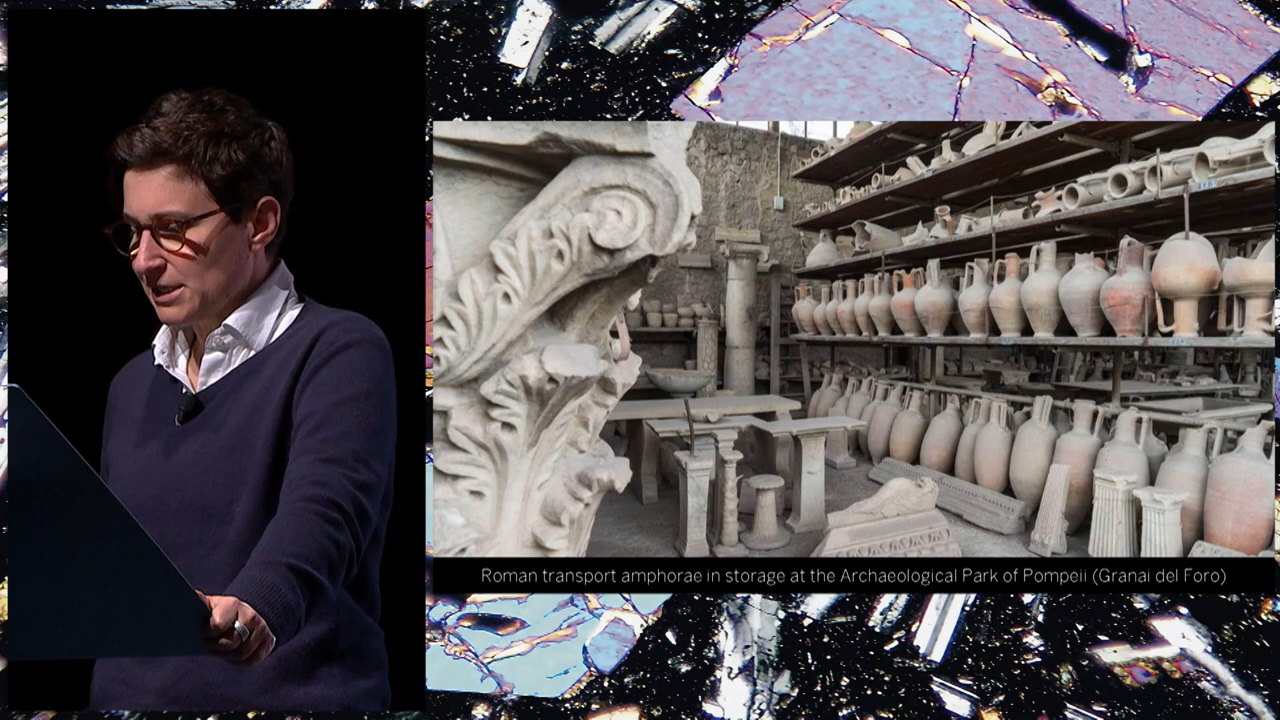 Roman transport amphorae in storage at the Archaeological Park of Pompeii (Granai del Foro)